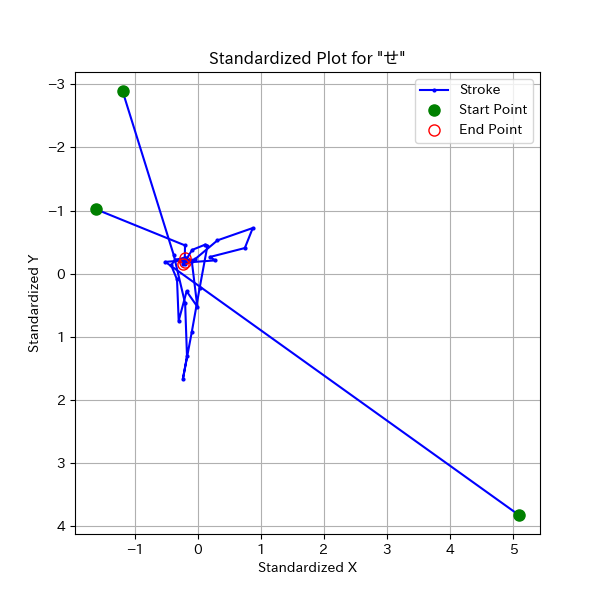 Standardized Plot for "せ"
Stroke
Start Point
End Point
Standardized Y
−3
−2
−1
0
1
2
3
4
−1 0 1 2 3 4 5
Standardized X